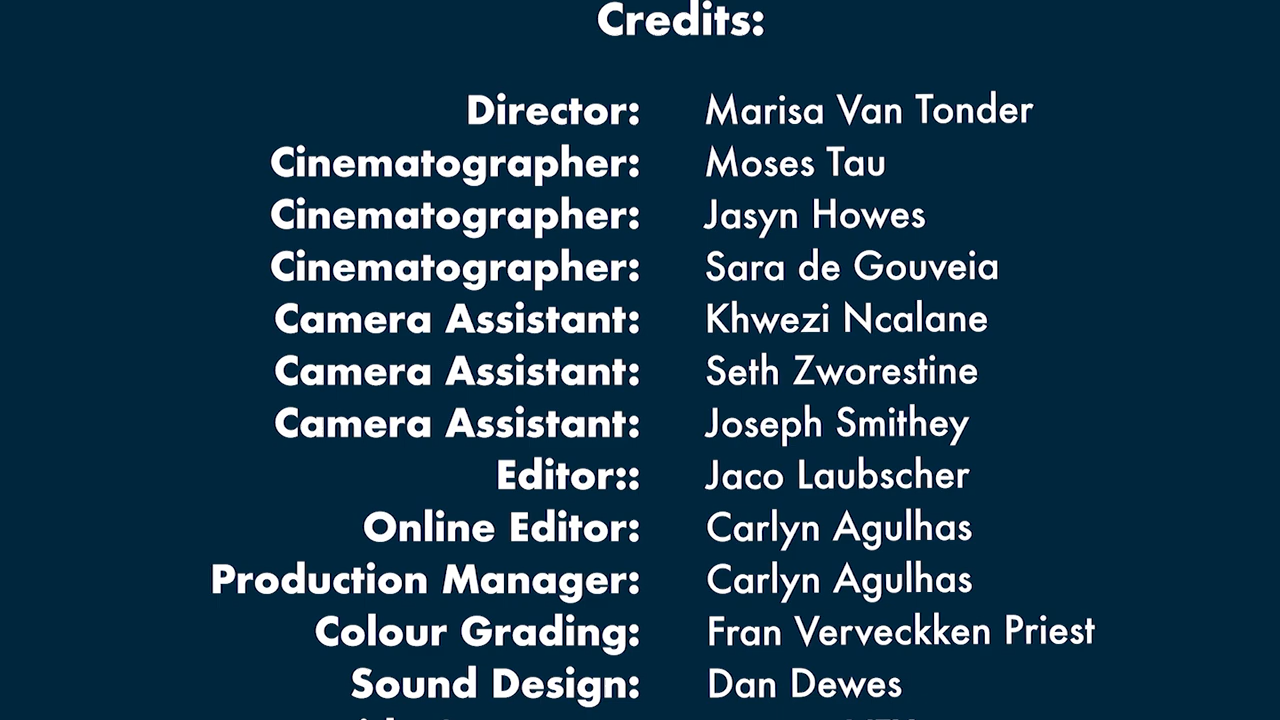 Credits:
Director: Marisa Van Tonder
Cinematographer: Moses Tau
Cinematographer: Jasyn Howes
Cinematographer: Sara de Gouveia
Camera Assistant: Khwezi Ncalane
Camera Assistant: Seth Zworestine
Camera Assistant: Joseph Smithey
Editor:: Jaco Laubscher
Online Editor: Carlyn Agulhas
Production Manager: Carlyn Agulhas
Colour Grading: Fran Verveckken Priest
Sound Design: Dan Dewes